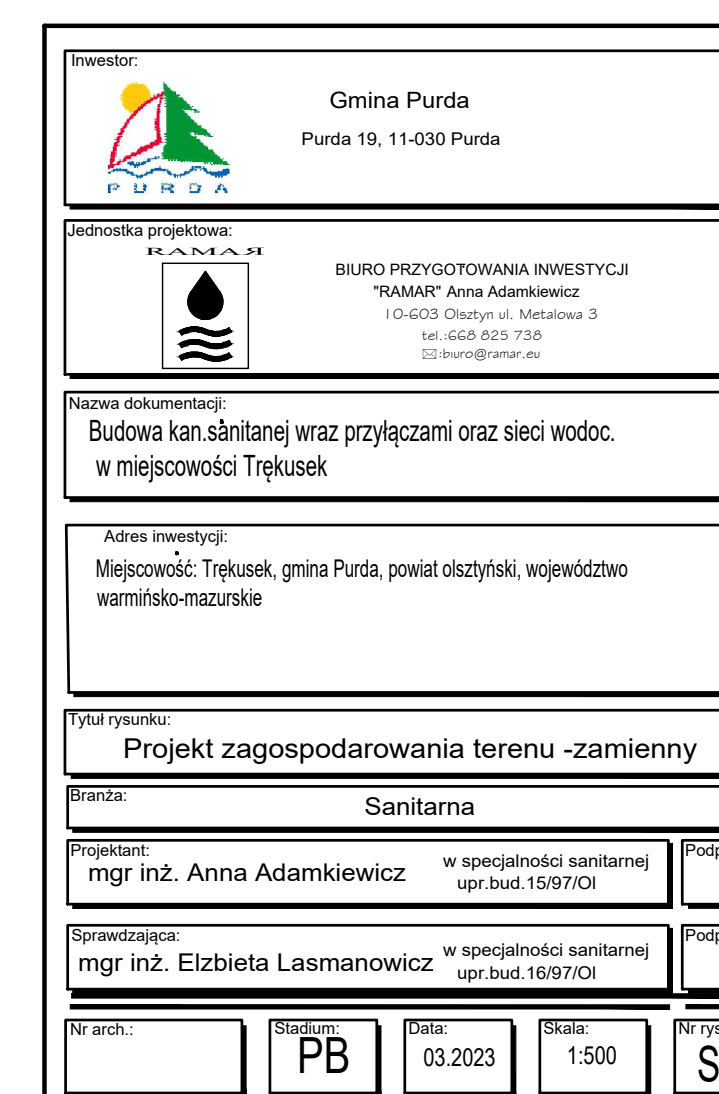 Inwestor:
Gmina Purda
Purda 19, 11-030 Purda
PURDA
Jednostka projektowa:
RAMAЯ
BIURO PRZYGOTOWANIA INWESTYCJI
"RAMAR" Anna Adamkiewicz
10-603 Olsztyn ul. Metalowa 3
tel.:668 825 738
✉:biuro@ramar.eu
Nazwa dokumentacji:
Budowa kan.sanitanej wraz przyłączami oraz sieci wodoc.
w miejscowości Trękusek
Adres inwestycji:
Miejscowość: Trękusek, gmina Purda, powiat olsztyński, województwo
warmińsko-mazurskie
Tytuł rysunku:
Projekt zagospodarowania terenu -zamienny
Branża:
Sanitarna
Projektant:
mgr inż. Anna Adamkiewicz
w specjalności sanitarnej
upr.bud.15/97/Ol
Podp
Sprawdzająca:
mgr inż. Elzbieta Lasmanowicz
w specjalności sanitarnej
upr.bud.16/97/Ol
Podp
Nr arch.:
Stadium:
PB
Data:
03.2023
Skala:
1:500
Nr rys
S